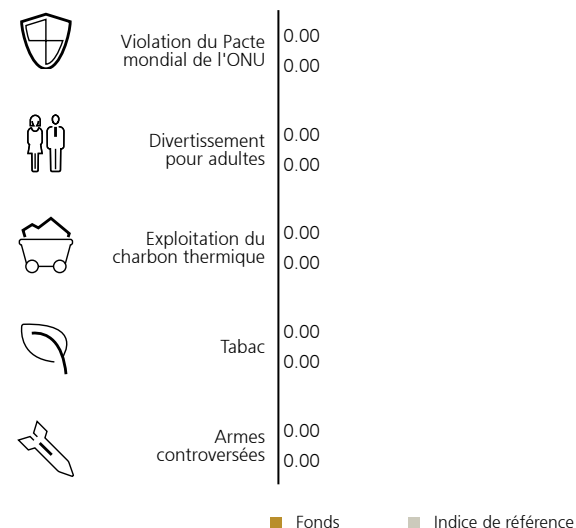 Violation du Pacte
mondial de l'ONU
0.00
0.00
Divertissement
pour adultes
0.00
0.00
Exploitation du
charbon thermique
0.00
0.00
Tabac
0.00
0.00
Armes
controversées
0.00
0.00
Fonds
Indice de référence